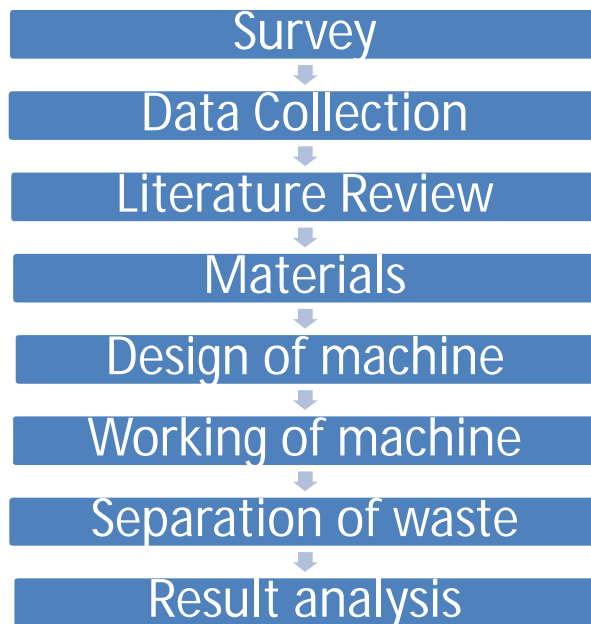 Survey
Data Collection
Literature Review
Materials
Design of machine
Working of machine
Separation of waste
Result analysis